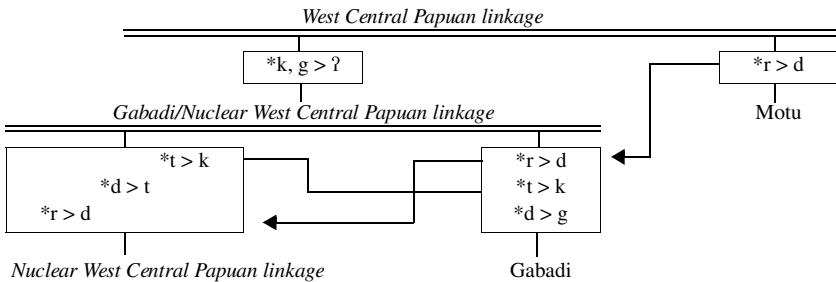 West Central Papuan linkage
*k, g > ʔ
*r > d
Gabadi/Nuclear West Central Papuan linkage
Motu
*t > k
*r > d
*d > t
*t > k
*r > d
*d > g
Nuclear West Central Papuan linkage
Gabadi